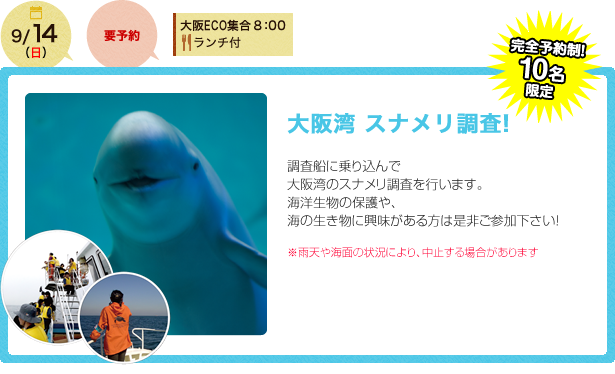 9/14
(日)
要予約
大阪ECO集合 8:00
ランチ付
完全予約制!
10名
限定
大阪湾 スナメリ調査!
調査船に乗り込んで
大阪湾のスナメリ調査を行います。
海洋生物の保護や、
海の生き物に興味がある方は是非ご参加下さい!
※雨天や海面の状況により、中止する場合があります